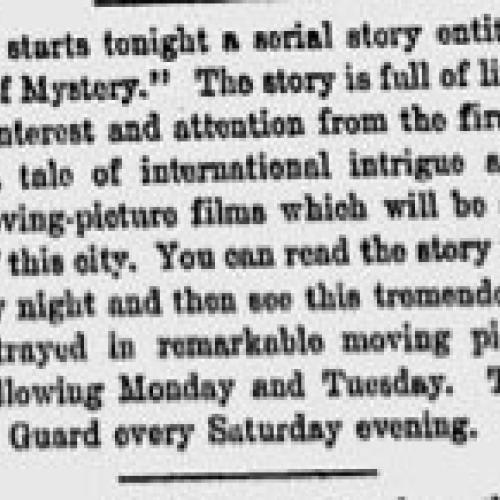 starts tonight a serial story entit
f Mystery." The story is full of li
nterest and attention from the fir
tale of international intrigue a
ving-picture films which will be
this city. You can read the story
night and then see this tremendo
trayed in remarkable moving pi
llowing Monday and Tuesday. T
Guard every Saturday evening.